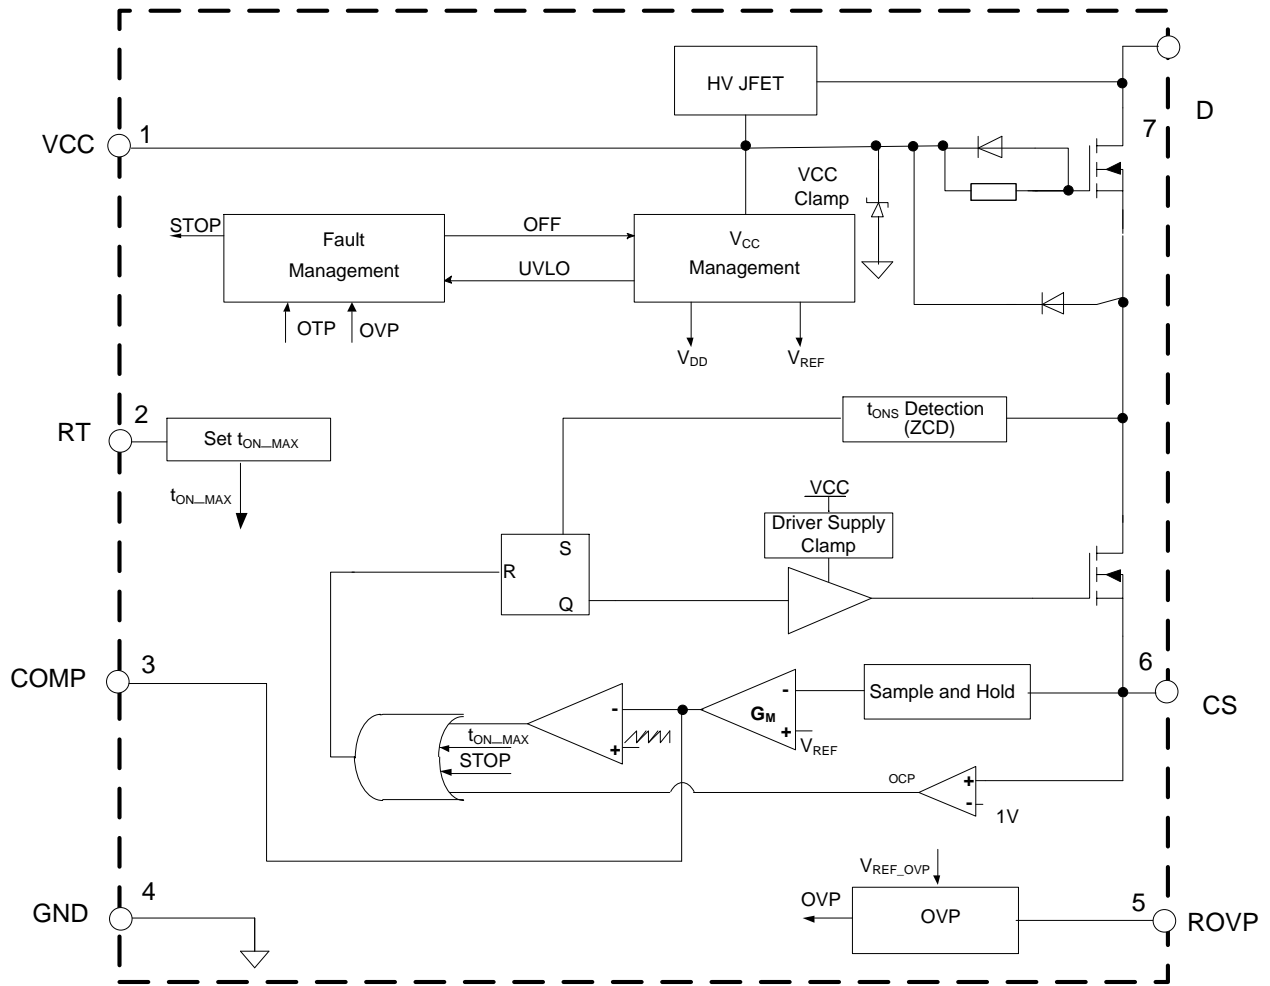 HV JFET
D
7
VCC
1
VCC
Clamp
STOP
Fault
Management
OFF
UVLO
VCC
Management
OTP
OVP
VDD
VREF
RT
2
Set tON_MAX
tON_MAX
tONS Detection
(ZCD)
VCC
Driver Supply
Clamp
S
R
Q
COMP
3
6
CS
Sample and Hold
-
GM
+
VREF
-
+
tON_MAX
STOP
OCP
+
-
1V
GND
4
VREF_OVP
OVP
OVP
5
ROVP